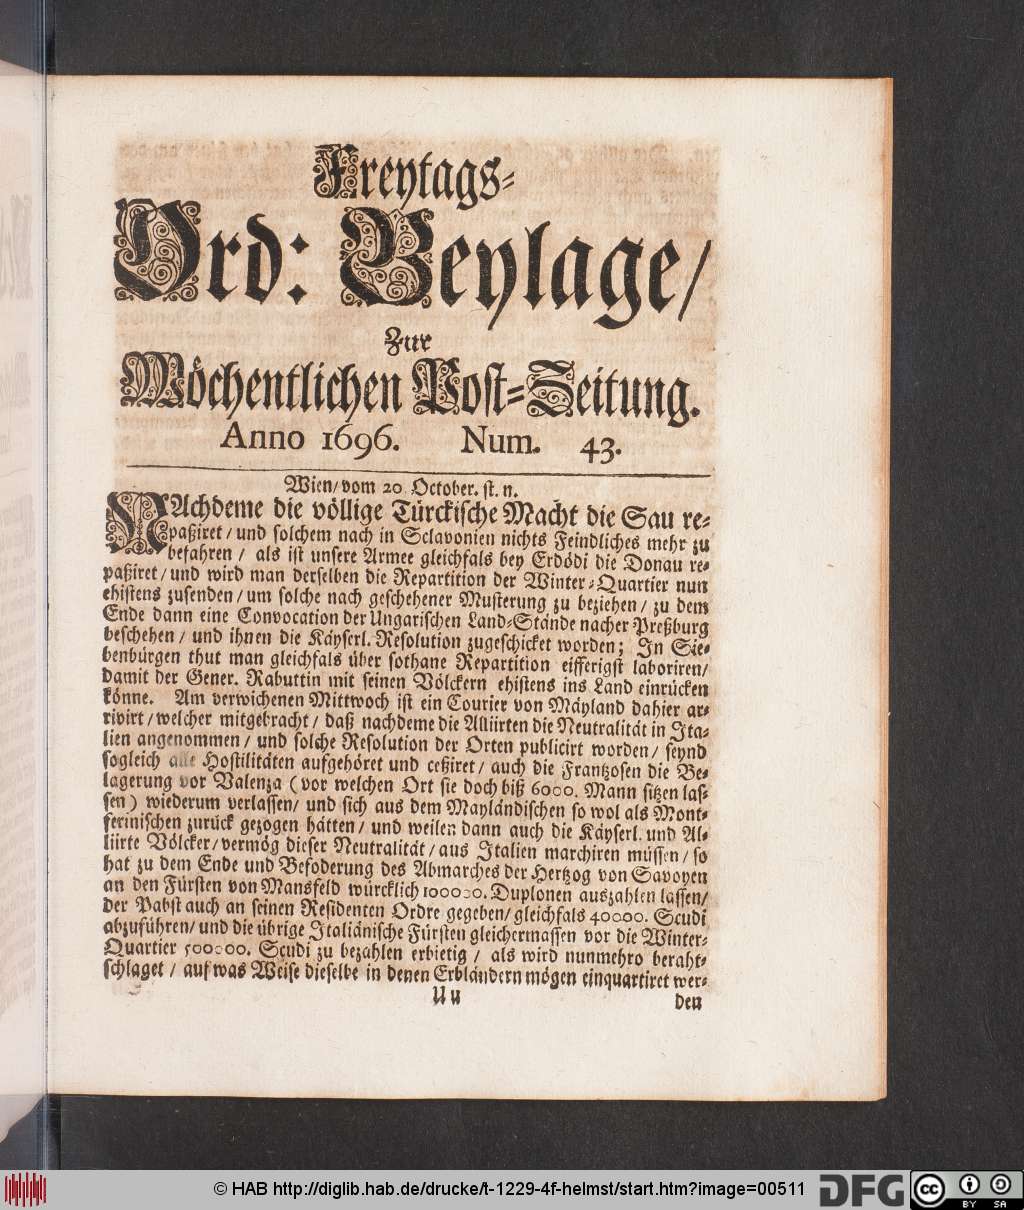 Freytags-
Ord: Beylage/
Zur
Wöchentlichen Post-Zeitung.
Anno 1696. Num. 43.
Wien/ vom 20 October. st. n.
NAchdeme die völlige Türckische Macht die Sau re-
paßiret/ und solchem nach in Sclavonien nichts Feindliches mehr zu
befahren/ als ist unsere Armee gleichfals bey Erdödi die Donau re-
paßiret/ und wird man derselben die Repartition der Winter-Quartier nun
ehistens zusenden/ um solche nach geschehener Musterung zu beziehen/ zu dem
Ende dann eine Convocation der Ungarischen Land-Stände nacher Preßburg
beschehen/ und ihnen die Käyserl. Resolution zugeschicket worden; In Sie-
benbürgen thut man gleichfals über sothane Repartition eifferigst laboriren/
damit der Gener. Rabuttin mit seinen Völckern ehistens ins Land einrücken
könne. Am verwichenen Mittwoch ist ein Courier von Mayland dahier ar-
rivirt/ welcher mitgebracht/ daß nachdeme die Alliirten die Neutralität in Ita-
lien angenommen/ und solche Resolution der Orten publicirt worden/ seynd
sogleich alle Hostilitäten aufgehöret und ceßiret/ auch die Frantzosen die Be-
lagerung vor Valenza (vor welchen Ort sie doch biß 6000. Mann sitzen las-
sen) wiederum verlassen/ und sich aus dem Mayländischen so wol als Mont-
ferinischen zurück gezogen hätten/ und weilen dann auch die Käyserl. und Al-
liirte Völcker/ vermög dieser Neutralität/ aus Italien marchiren müssen/ so
hat zu dem Ende und Befoderung des Abmarches der Hertzog von Savoyen
an den Fürsten von Mansfeld würcklich 100000. Duplonen auszahlen lassen/
der Pabst auch an seinen Residenten Ordre gegeben/ gleichfals 40000. Scudi
abzuführen/ und die übrige Italiänische Fürsten gleichermassen vor die Winter-
Quartier 500000. Scudi zu bezahlen erbietig/ als wird nunmehro beraht-
schlaget/ auf was Weise dieselbe in denen Erbländern mögen einquartiret wer-
Uu den
© HAB http://diglib.hab.de/drucke/t-1229-4f-helmst/start.htm?image=00511
DFG
cc
BY SA